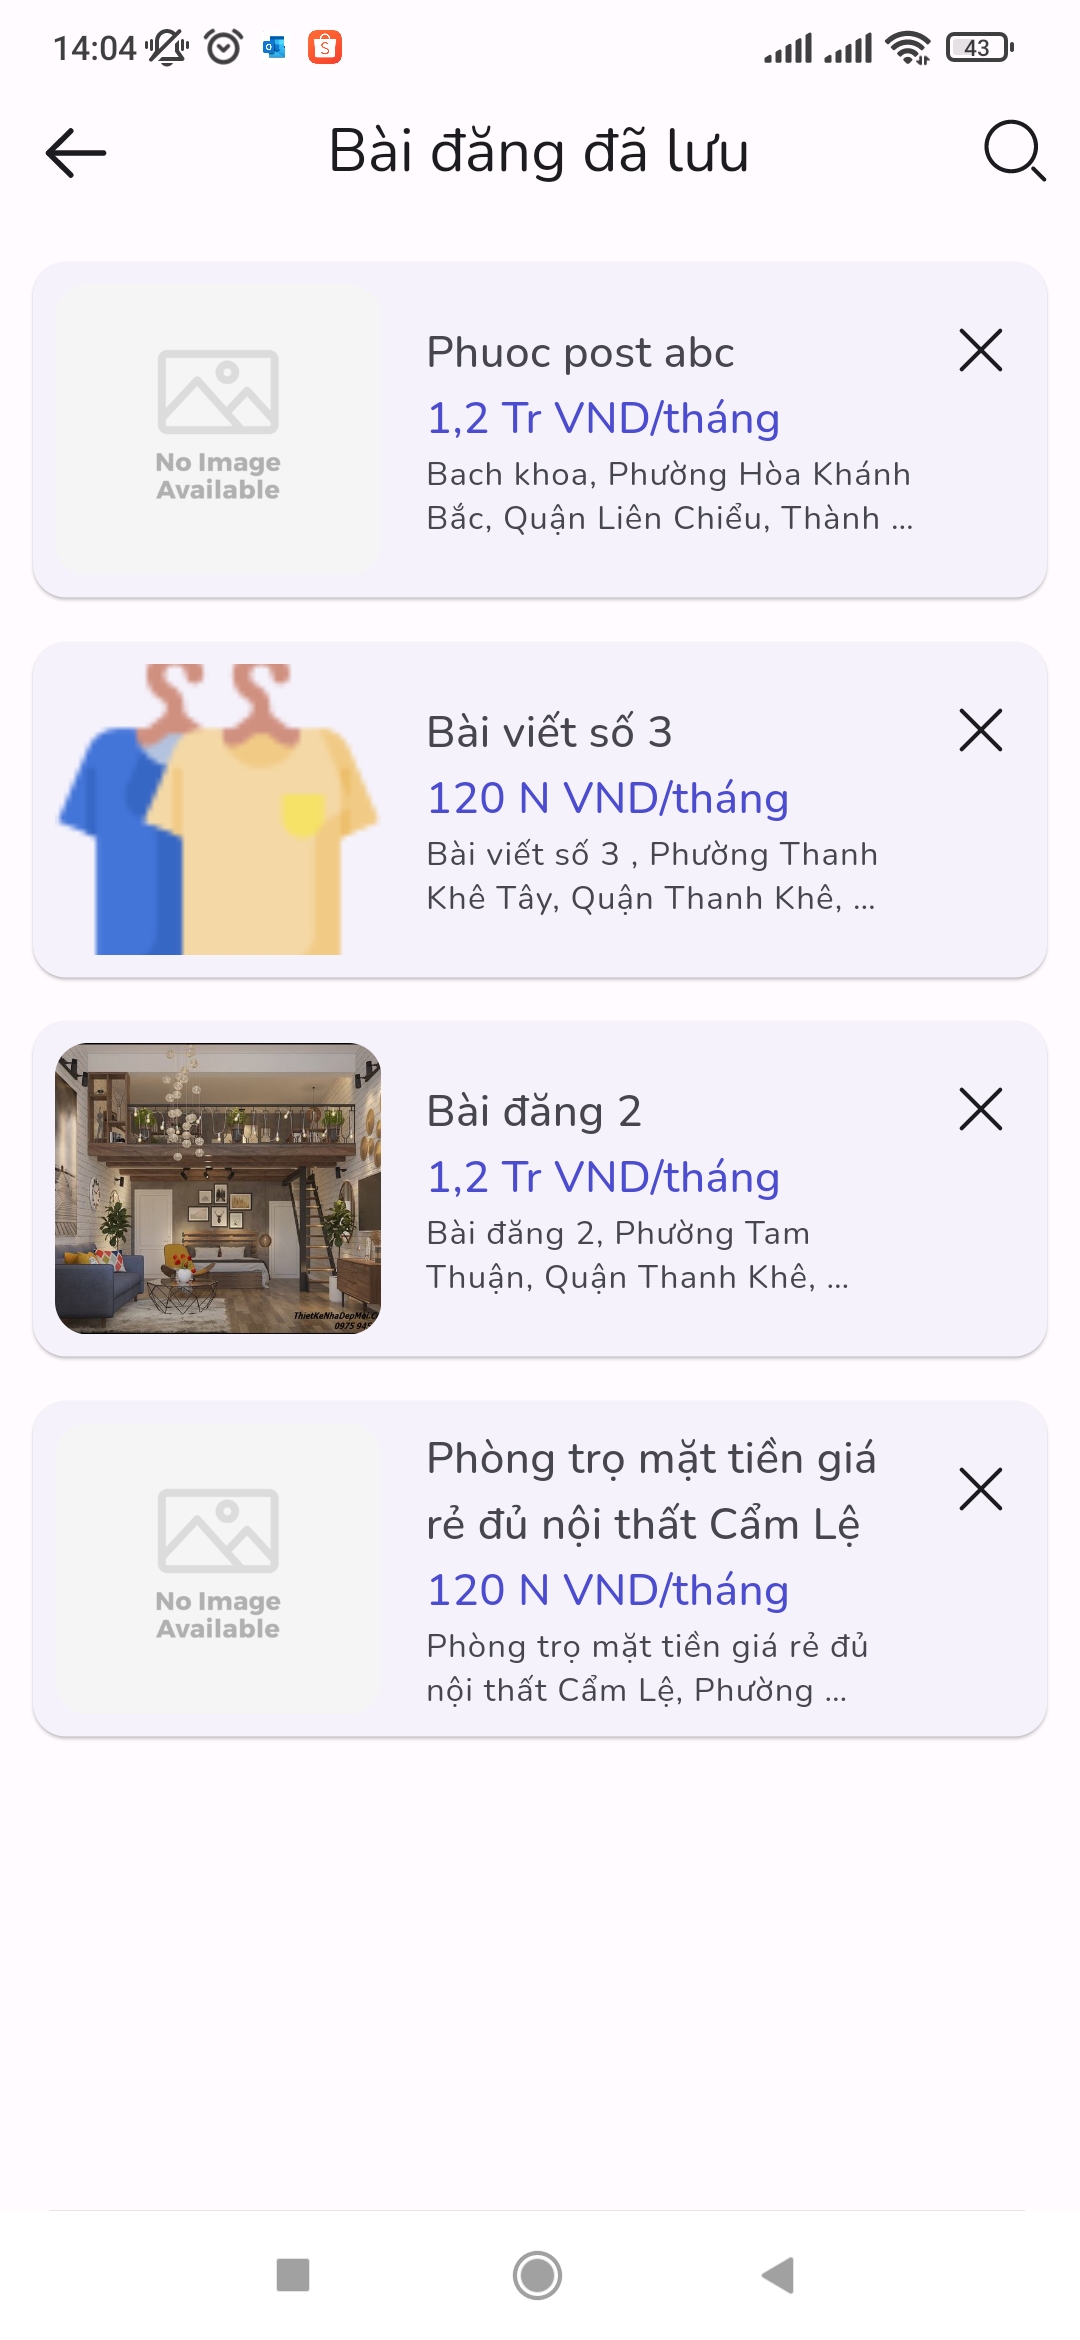 14:04
43
Bài đăng đã lưu
No Image
Available
Phuoc post abc
1,2 Tr VND/tháng
Bach khoa, Phường Hòa Khánh
Bắc, Quận Liên Chiểu, Thành ...
Bài viết số 3
120 N VND/tháng
Bài viết số 3 , Phường Thanh
Khê Tây, Quận Thanh Khê, ...
Bài đăng 2
1,2 Tr VND/tháng
Bài đăng 2, Phường Tam
Thuận, Quận Thanh Khê, ...
No Image
Available
Phòng trọ mặt tiền giá
rẻ đủ nội thất Cẩm Lệ
120 N VND/tháng
Phòng trọ mặt tiền giá rẻ đủ
nội thất Cẩm Lệ, Phường ...